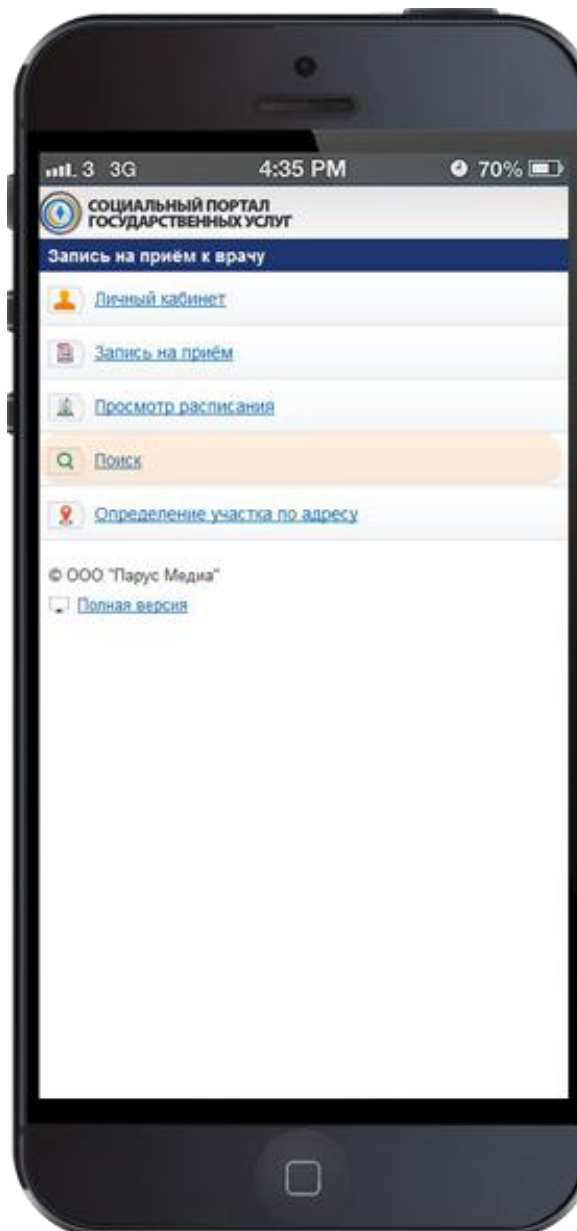 3 3G 4:35 PM 70%
СОЦИАЛЬНЫЙ ПОРТАЛ
ГОСУДАРСТВЕННЫХ УСЛУГ
Запись на приём к врачу
Личный кабинет
Запись на приём
Просмотр расписания
Поиск
Определение участка по адресу
© ООО "Парус Медиа"
Полная версия